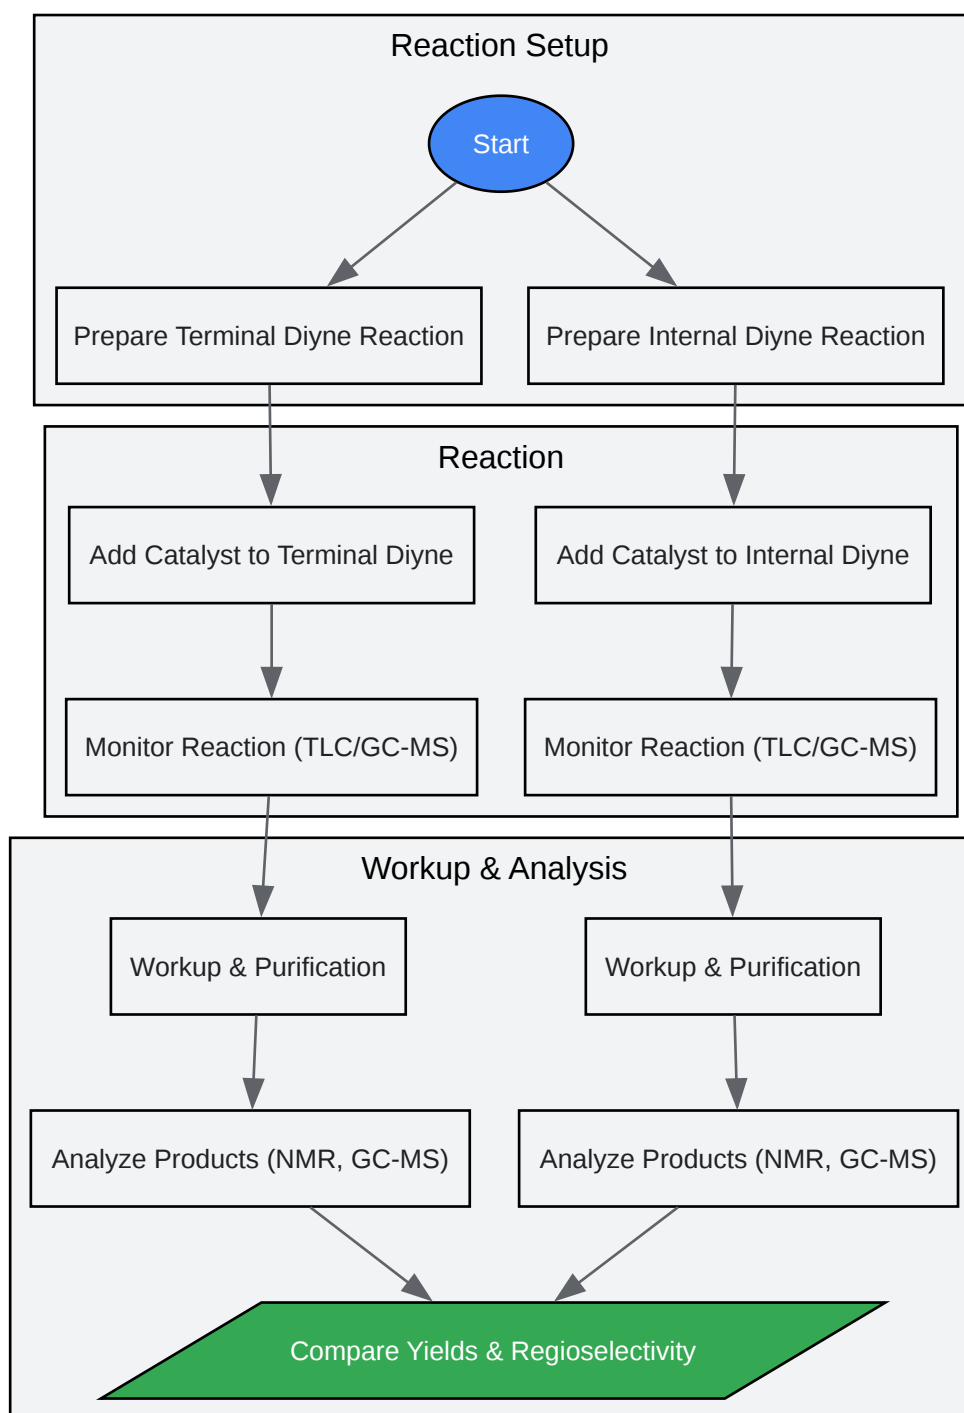 Reaction Setup
Start
Prepare Terminal Diyne Reaction
Prepare Internal Diyne Reaction
Reaction
Add Catalyst to Terminal Diyne
Add Catalyst to Internal Diyne
Monitor Reaction (TLC/GC-MS)
Monitor Reaction (TLC/GC-MS)
Workup & Analysis
Workup & Purification
Workup & Purification
Analyze Products (NMR, GC-MS)
Analyze Products (NMR, GC-MS)
Compare Yields & Regioselectivity